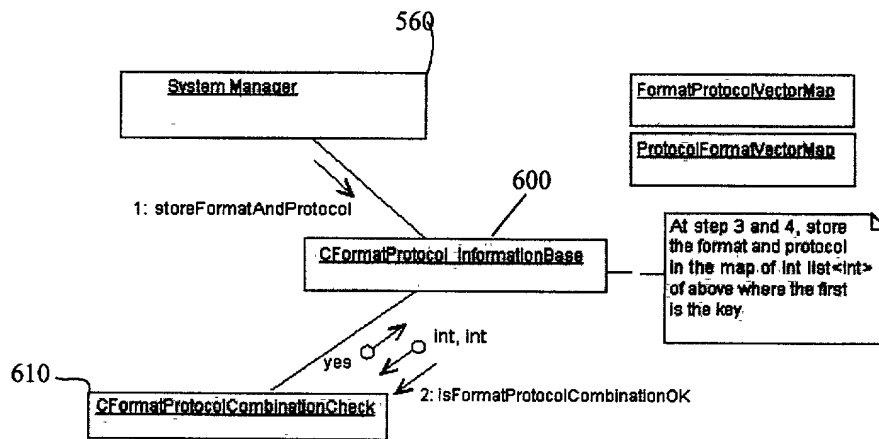 560
System Manager
FormatProtocolVectorMap
ProtocolFormatVectorMap
1: storeFormatAndProtocol
600
CFormatProtocol_InformationBase
At step 3 and 4, store
the format and protocol
in the map of int list<int>
of above where the first
is the key.
yes
int, int
610
2: isFormatProtocolCombinationOK
CFormatProtocolCombinationCheck